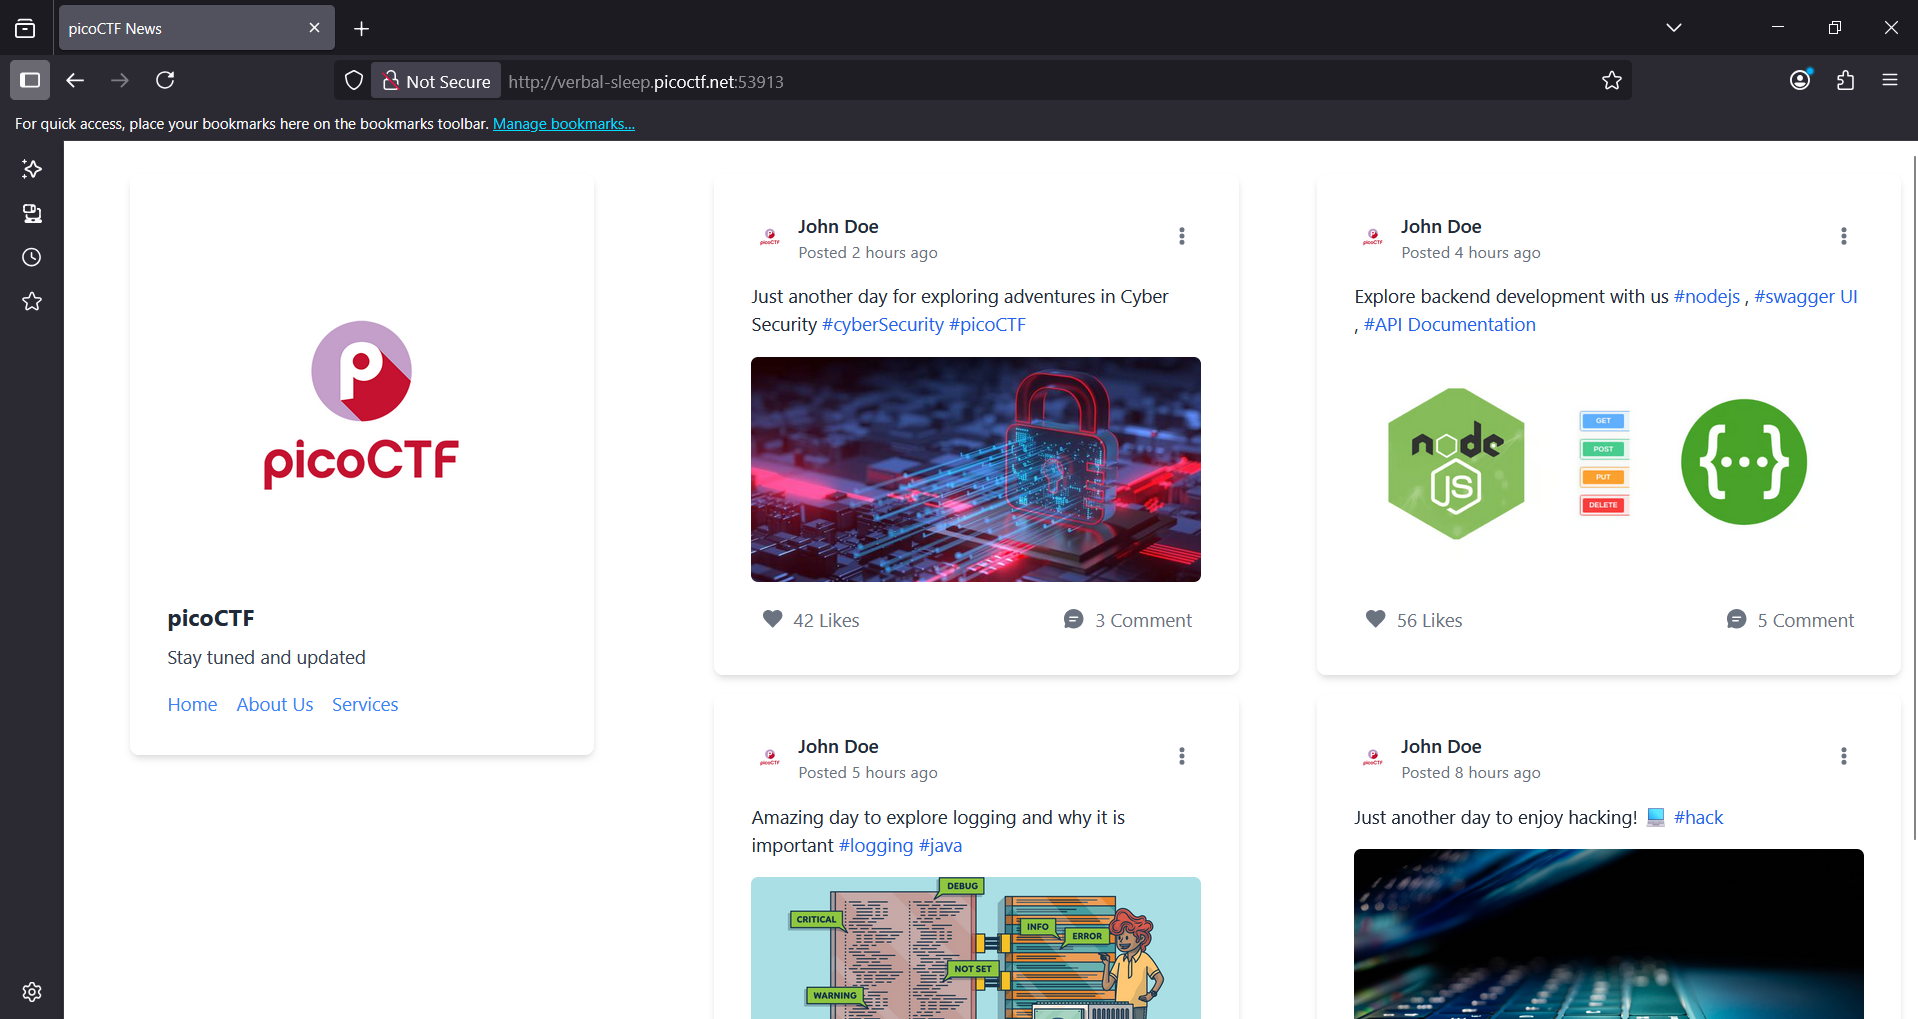 picoCTF News
Not Secure
http://verbal-sleep.picoctf.net:53913
For quick access, place your bookmarks here on the bookmarks toolbar. Manage bookmarks...
picoCTF
picoCTF
Stay tuned and updated
Home About Us Services
picoCTF
John Doe
Posted 2 hours ago
Just another day for exploring adventures in Cyber
Security #cyberSecurity #picoCTF
42 Likes
3 Comment
picoCTF
John Doe
Posted 4 hours ago
Explore backend development with us #nodejs , #swagger UI
, #API Documentation
node
JS
GET
POST
PUT
DELETE
{...}
56 Likes
5 Comment
picoCTF
John Doe
Posted 5 hours ago
Amazing day to explore logging and why it is
important #logging #java
DEBUG
CRITICAL
INFO
ERROR
NOT SET
WARNING
picoCTF
John Doe
Posted 8 hours ago
Just another day to enjoy hacking! 💻 #hack